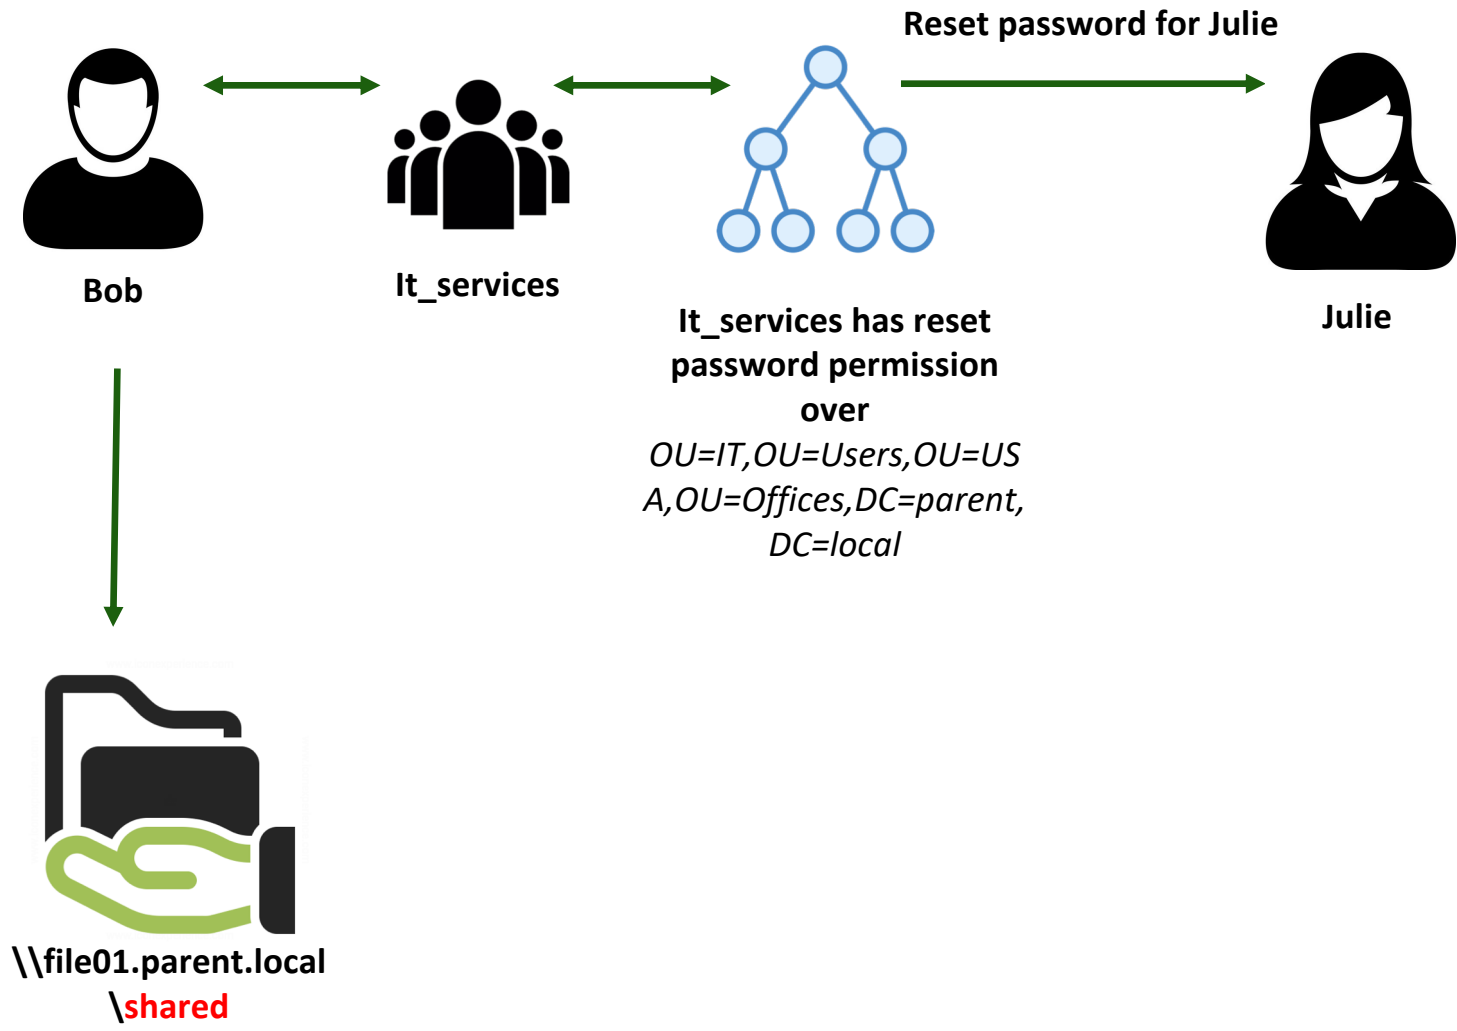 Reset password for Julie
Bob
It_services
It_services has reset
password permission
over
OU=IT,OU=Users,OU=US
A,OU=Offices,DC=parent,
DC=local
Julie
\\file01.parent.local
\shared